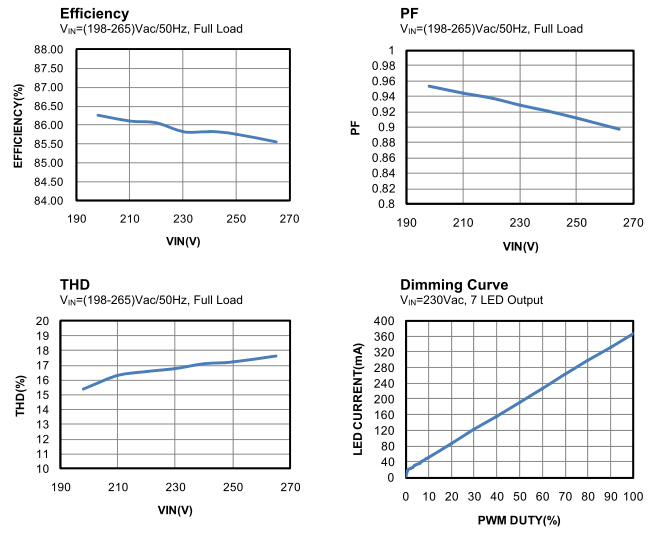 Efficiency
VIN=(198-265)Vac/50Hz, Full Load
88.00
87.50
87.00
86.50
86.00
85.50
85.00
84.50
84.00
EFFICIENCY(%)
190 210 230 250 270
VIN(V)
PF
VIN=(198-265)Vac/50Hz, Full Load
1
0.98
0.96
0.94
0.92
0.9
0.88
0.86
0.84
0.82
0.8
PF
190 210 230 250 270
VIN(V)
THD
VIN=(198-265)Vac/50Hz, Full Load
20
19
18
17
16
15
14
13
12
11
10
THD(%)
190 210 230 250 270
VIN(V)
Dimming Curve
VIN=230Vac, 7 LED Output
400
360
320
280
240
200
160
120
80
40
0
LED CURRENT(mA)
0 10 20 30 40 50 60 70 80 90 100
PWM DUTY(%)